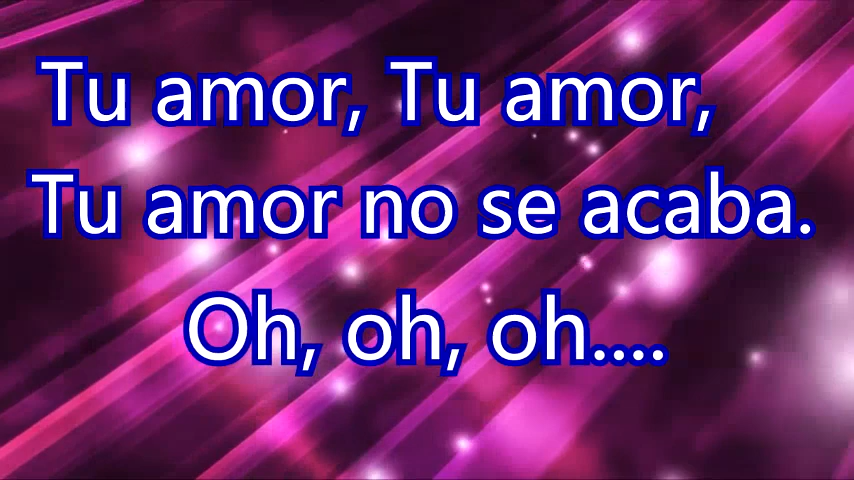 Tu amor, Tu amor,
Tu amor no se acaba.
Oh, oh, oh....